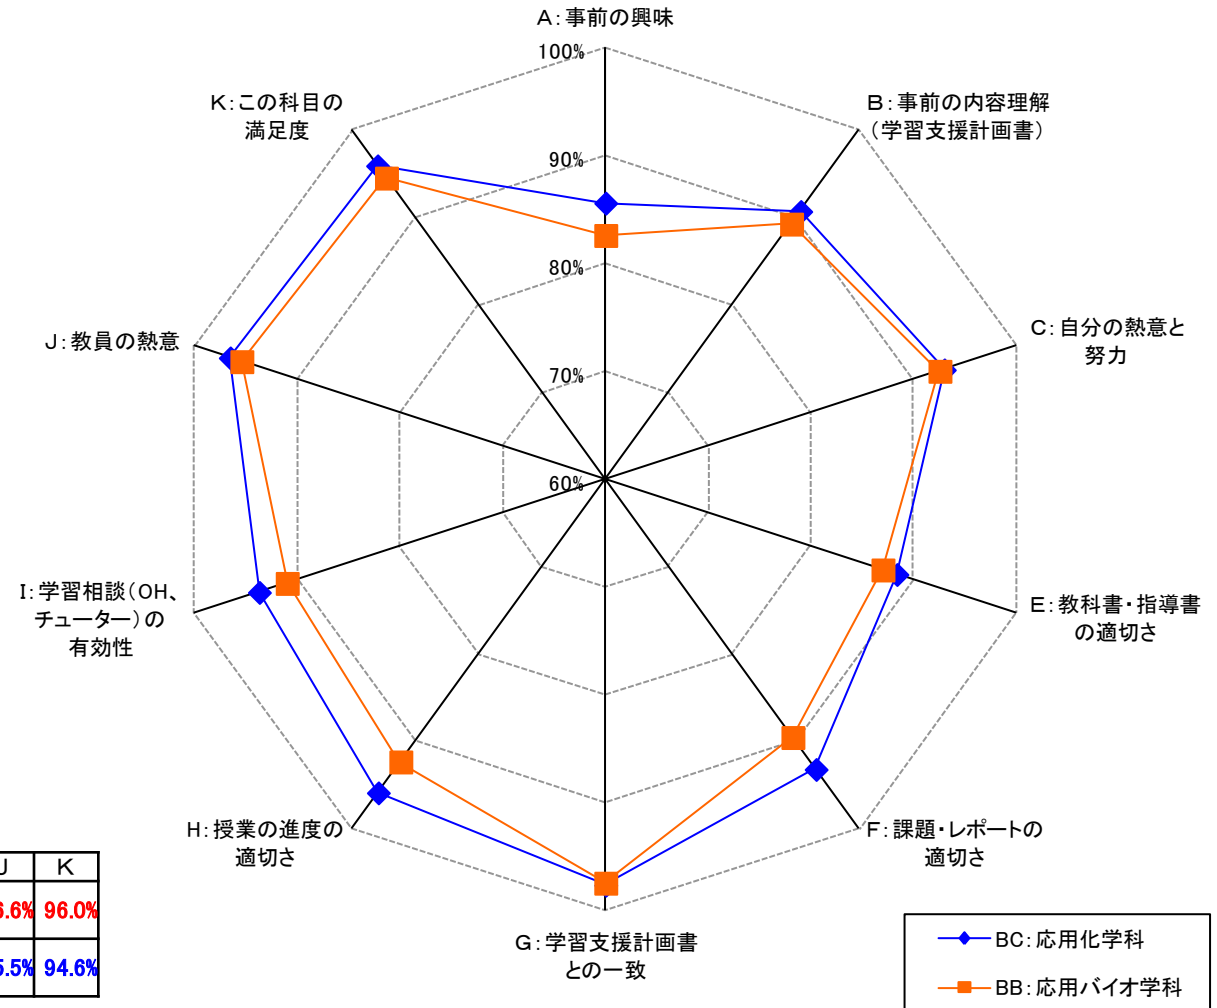 A：事前の興味
100%
K：この科目の
満足度
B：事前の内容理解
（学習支援計画書）
90%
80%
J：教員の熱意
C：自分の熱意と
努力
70%
60%
I：学習相談（OH、
チューター）の
有効性
E：教科書・指導書
の適切さ
H：授業の進度の
適切さ
F：課題・レポートの
適切さ
G：学習支援計画書
との一致
J K
6.6% 96.0%
5.5% 94.6%
BC：応用化学科
BB：応用バイオ学科